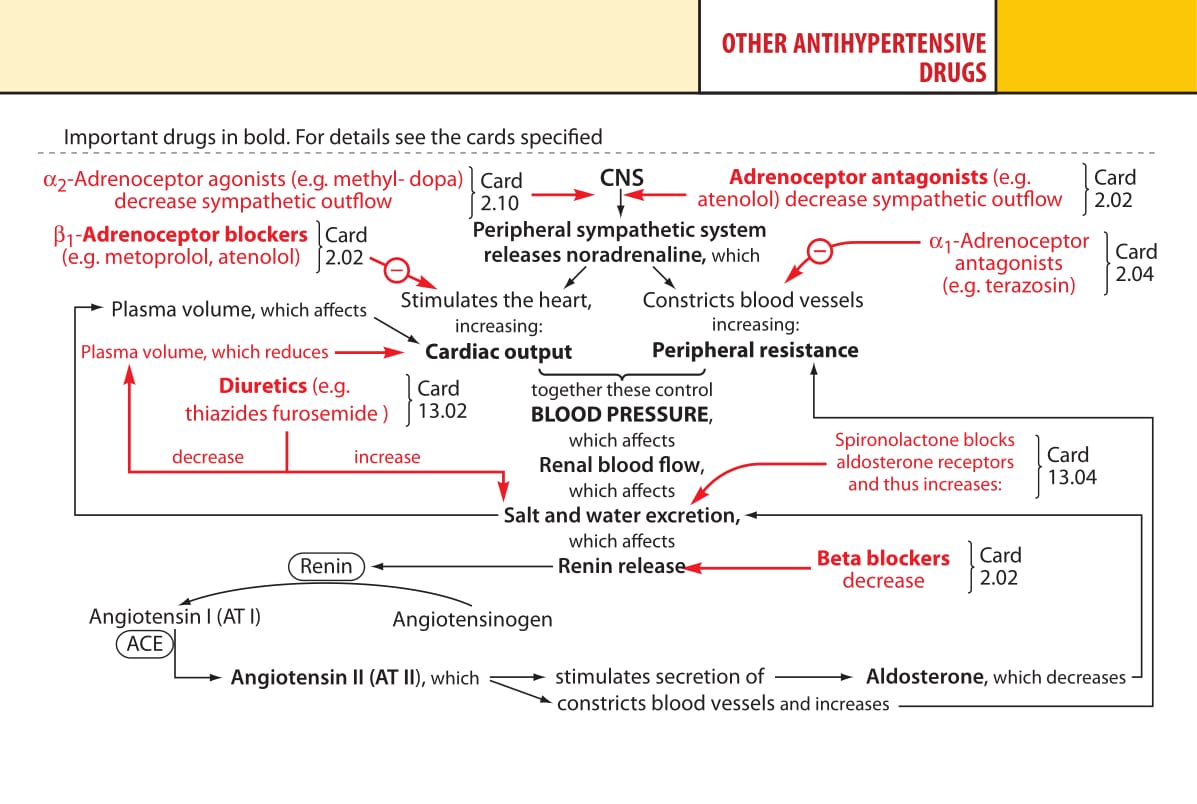 OTHER ANTIHYPERTENSIVE
DRUGS
Important drugs in bold. For details see the cards specified
α2-Adrenoceptor agonists (e.g. methyl- dopa)
decrease sympathetic outflow
Card
2.10
CNS
Adrenoceptor antagonists (e.g.
atenolol) decrease sympathetic outflow
Card
2.02
β1-Adrenoceptor blockers
(e.g. metoprolol, atenolol)
Card
2.02
Peripheral sympathetic system
releases noradrenaline, which
α1-Adrenoceptor
antagonists
(e.g. terazosin)
Card
2.04
Plasma volume, which affects
Stimulates the heart,
increasing:
Cardiac output
Constricts blood vessels
increasing:
Peripheral resistance
Plasma volume, which reduces
Diuretics (e.g.
thiazides furosemide )
Card
13.02
decrease
increase
together these control
BLOOD PRESSURE,
which affects
Renal blood flow,
which affects
Salt and water excretion,
which affects
Renin release
Spironolactone blocks
aldosterone receptors
and thus increases:
Card
13.04
Beta blockers
decrease
Card
2.02
Renin
Angiotensin I (AT I)
Angiotensinogen
ACE
Angiotensin II (AT II), which
stimulates secretion of
Aldosterone, which decreases
constricts blood vessels and increases